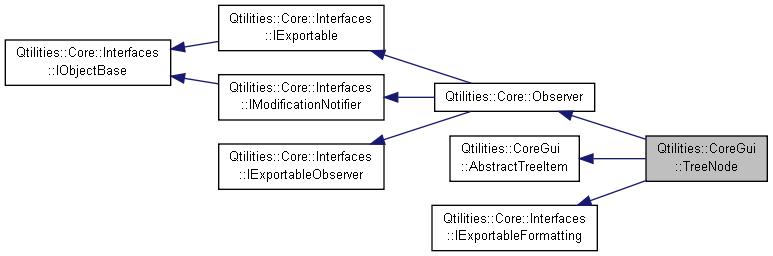 Qtilities::Core::Interfaces
::IObjectBase
Qtilities::Core::Interfaces
::IExportable
Qtilities::Core::Interfaces
::IModificationNotifier
Qtilities::Core::Interfaces
::IExportableObserver
Qtilities::Core::Observer
Qtilities::CoreGui
::AbstractTreeItem
Qtilities::Core::Interfaces
::IExportableFormatting
Qtilities::CoreGui
::TreeNode